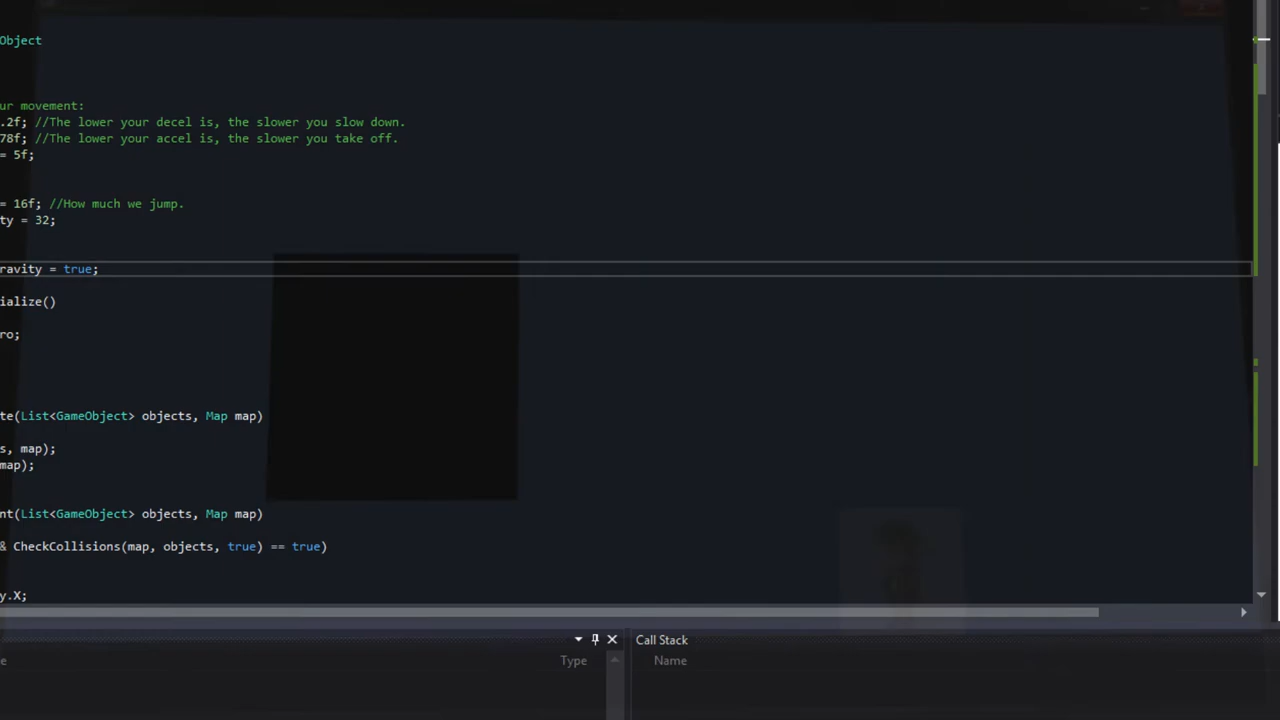 Object
ur movement:
.2f; //The lower your decel is, the slower you slow down.
78f; //The lower your accel is, the slower you take off.
= 5f;
= 16f; //How much we jump.
ty = 32;
ravity = true;
ialize()
ro;
te(List<GameObject> objects, Map map)
s, map);
map);
nt(List<GameObject> objects, Map map)
& CheckCollisions(map, objects, true) == true)
y.X;
Call Stack
e Type Name